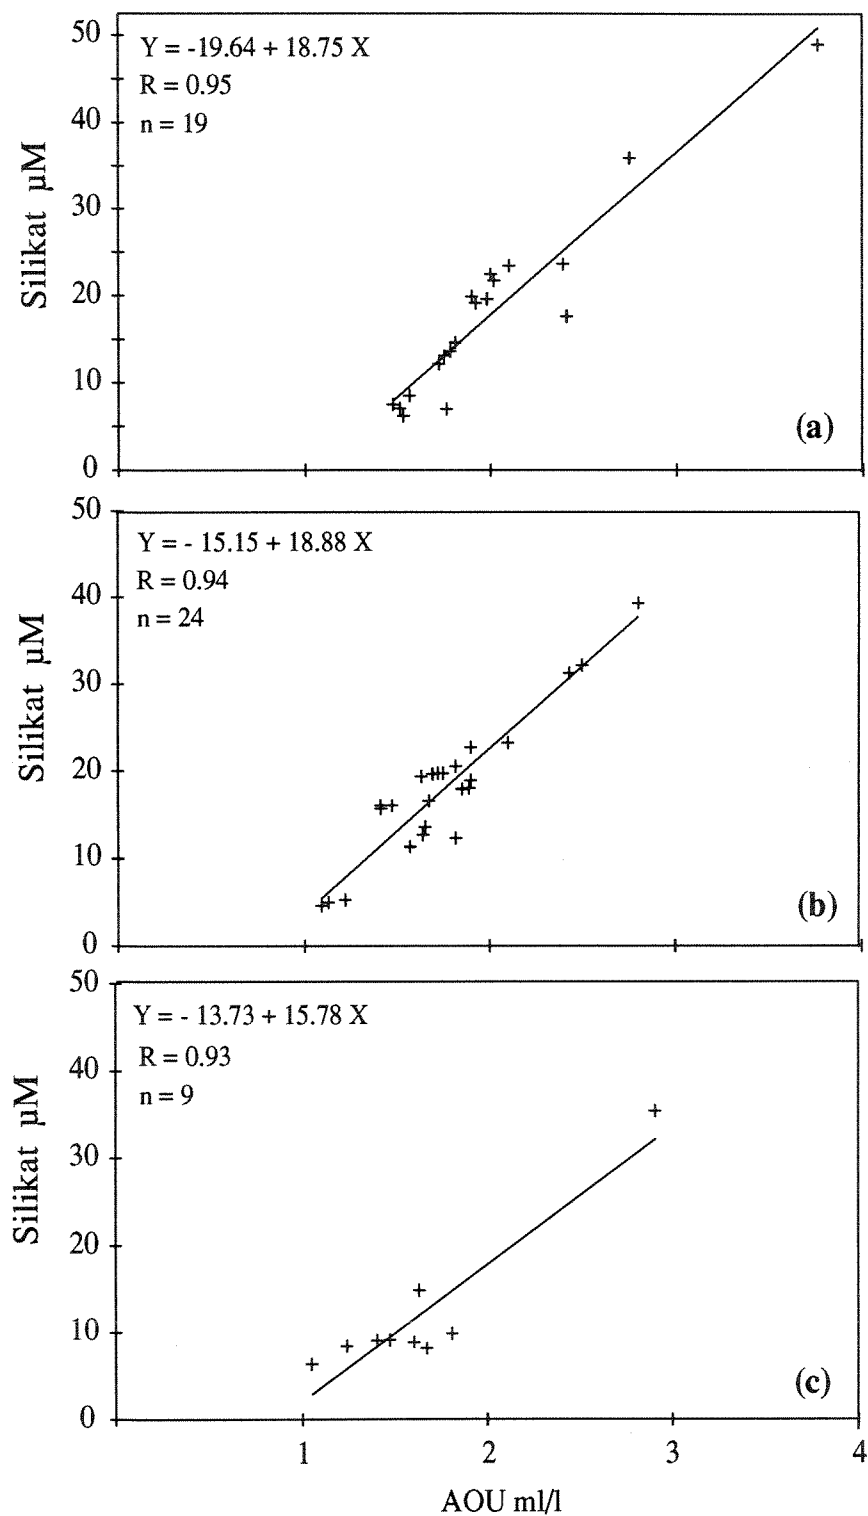 50
Y = -19.64 + 18.75 X
R = 0.95
40
n = 19
30
Silikat µM
20
10
(a)
0
50
Y = - 15.15 + 18.88 X
R = 0.94
40
n = 24
30
Silikat µM
20
10
(b)
0
50
Y = - 13.73 + 15.78 X
R = 0.93
40
n = 9
30
Silikat µM
20
10
(c)
0
1 2 3 4
AOU ml/l